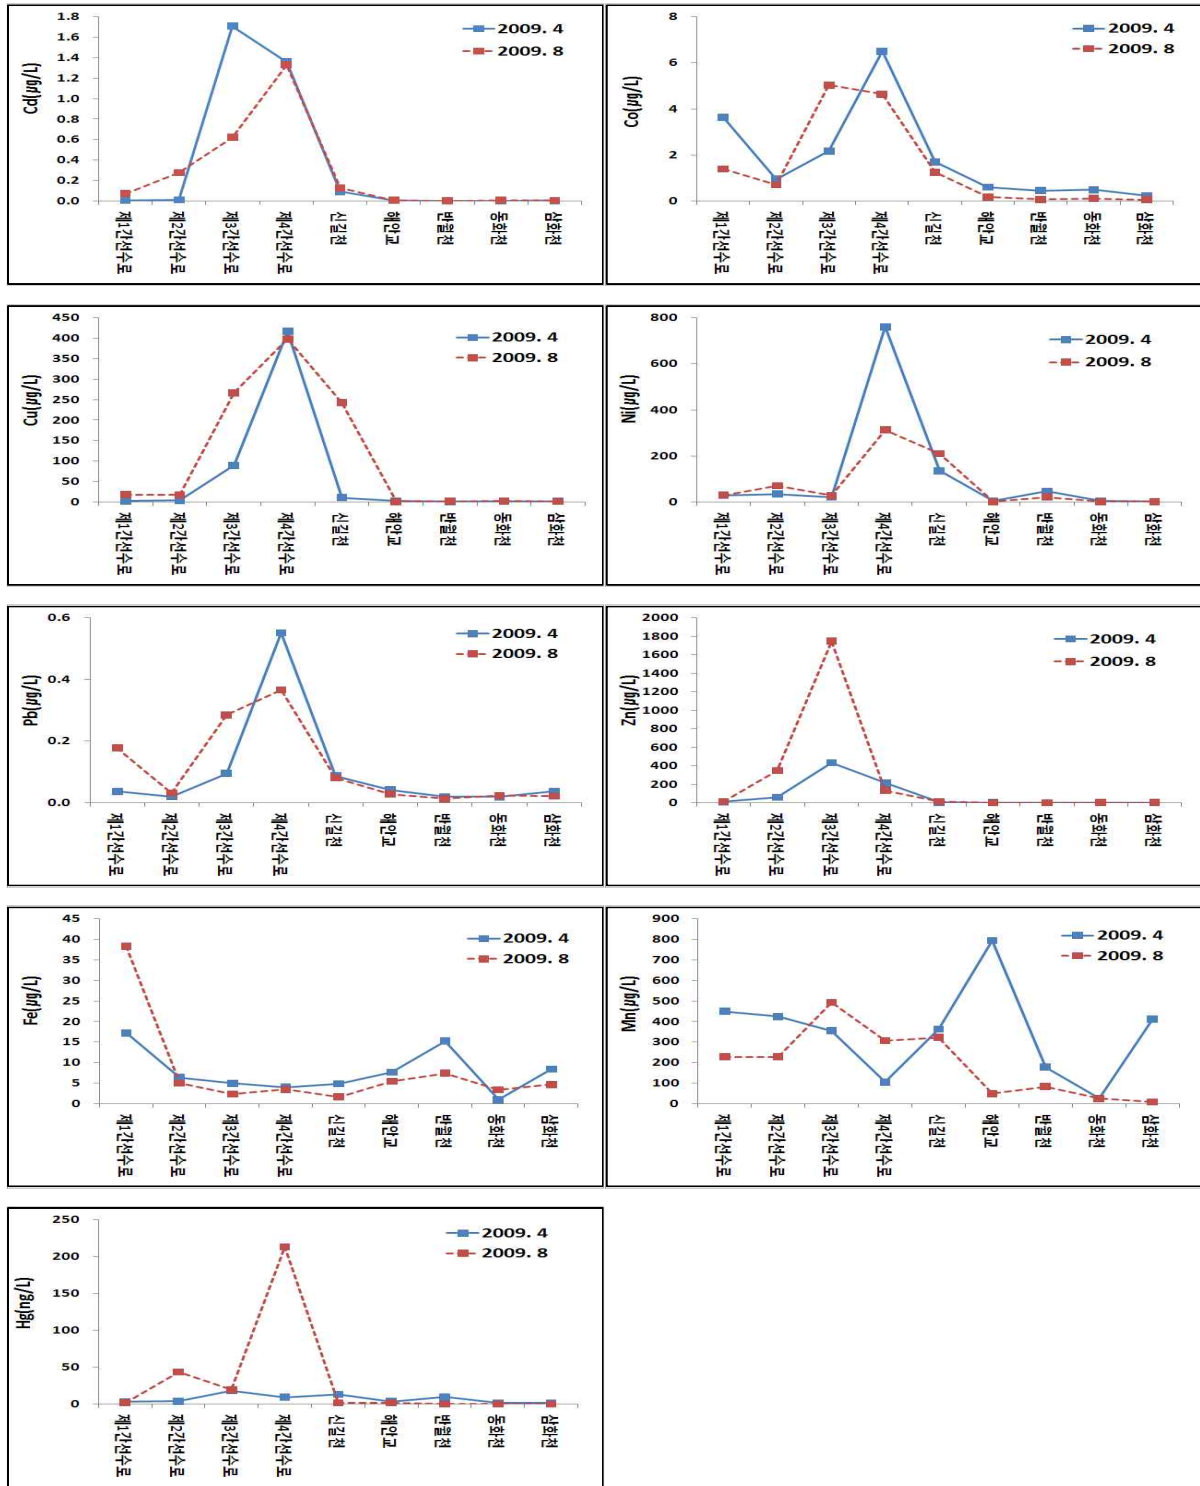 Cd(μg/L)
1.8
1.6
1.4
1.2
1.0
0.8
0.6
0.4
0.2
0.0
2009. 4
2009. 8
제1간선수로
제2간선수로
제3간선수로
제4간선수로
신길천
해안교
반월천
동화천
삼화천
Co(μg/L)
8
6
4
2
0
2009. 4
2009. 8
제1간선수로
제2간선수로
제3간선수로
제4간선수로
신길천
해안교
반월천
동화천
삼화천
Cu(μg/L)
450
400
350
300
250
200
150
100
50
0
2009. 4
2009. 8
제1간선수로
제2간선수로
제3간선수로
제4간선수로
신길천
해안교
반월천
동화천
삼화천
Ni(μg/L)
800
600
400
200
0
2009. 4
2009. 8
제1간선수로
제2간선수로
제3간선수로
제4간선수로
신길천
해안교
반월천
동화천
삼화천
Pb(μg/L)
0.6
0.4
0.2
0.0
2009. 4
2009. 8
제1간선수로
제2간선수로
제3간선수로
제4간선수로
신길천
해안교
반월천
동화천
삼화천
Zn(μg/L)
2000
1800
1600
1400
1200
1000
800
600
400
200
0
2009. 4
2009. 8
제1간선수로
제2간선수로
제3간선수로
제4간선수로
신길천
해안교
반월천
동화천
삼화천
Fe(μg/L)
45
40
35
30
25
20
15
10
5
0
2009. 4
2009. 8
제1간선수로
제2간선수로
제3간선수로
제4간선수로
신길천
해안교
반월천
동화천
삼화천
Mn(μg/L)
900
800
700
600
500
400
300
200
100
0
2009. 4
2009. 8
제1간선수로
제2간선수로
제3간선수로
제4간선수로
신길천
해안교
반월천
동화천
삼화천
Hg(ng/L)
250
200
150
100
50
0
2009. 4
2009. 8
제1간선수로
제2간선수로
제3간선수로
제4간선수로
신길천
해안교
반월천
동화천
삼화천